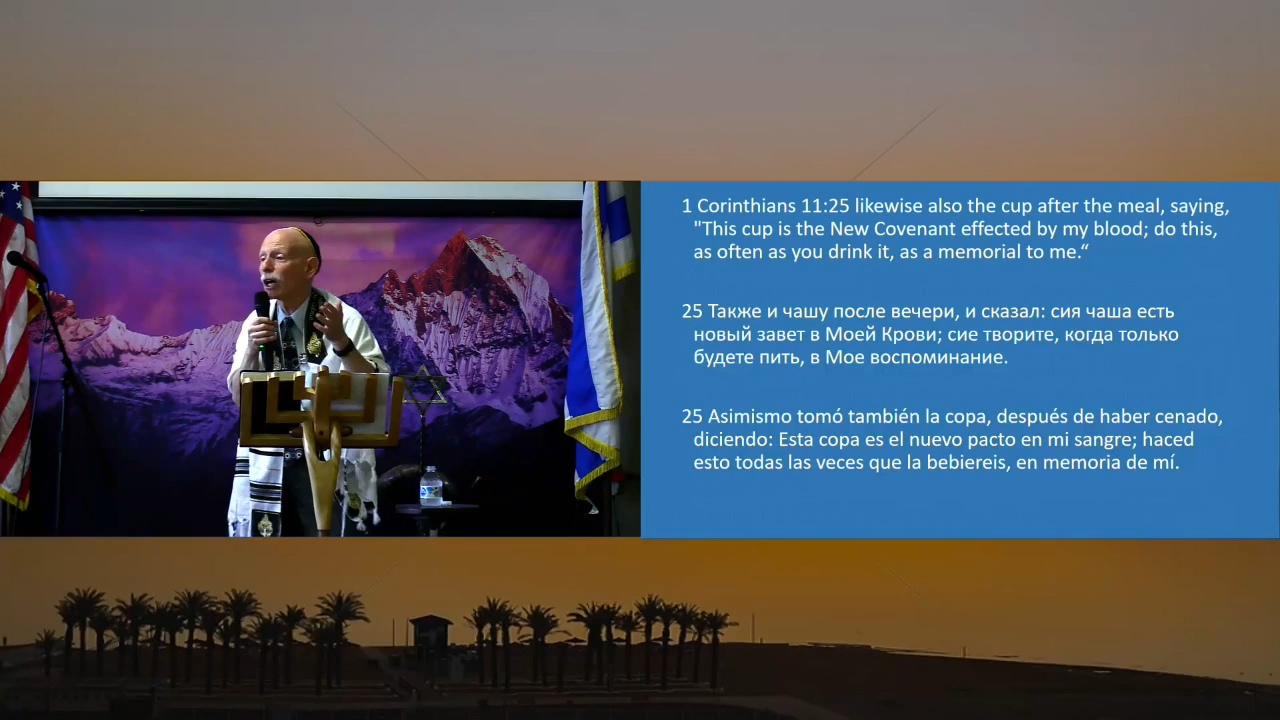 1 Corinthians 11:25 likewise also the cup after the meal, saying,
"This cup is the New Covenant effected by my blood; do this,
as often as you drink it, as a memorial to me.“
25 Также и чашу после вечери, и сказал: сия чаша есть
новый завет в Моей Крови; сие творите, когда только
будете пить, в Мое воспоминание.
25 Asimismo tomó también la copa, después de haber cenado,
diciendo: Esta copa es el nuevo pacto en mi sangre; haced
esto todas las veces que la bebiereis, en memoria de mí.